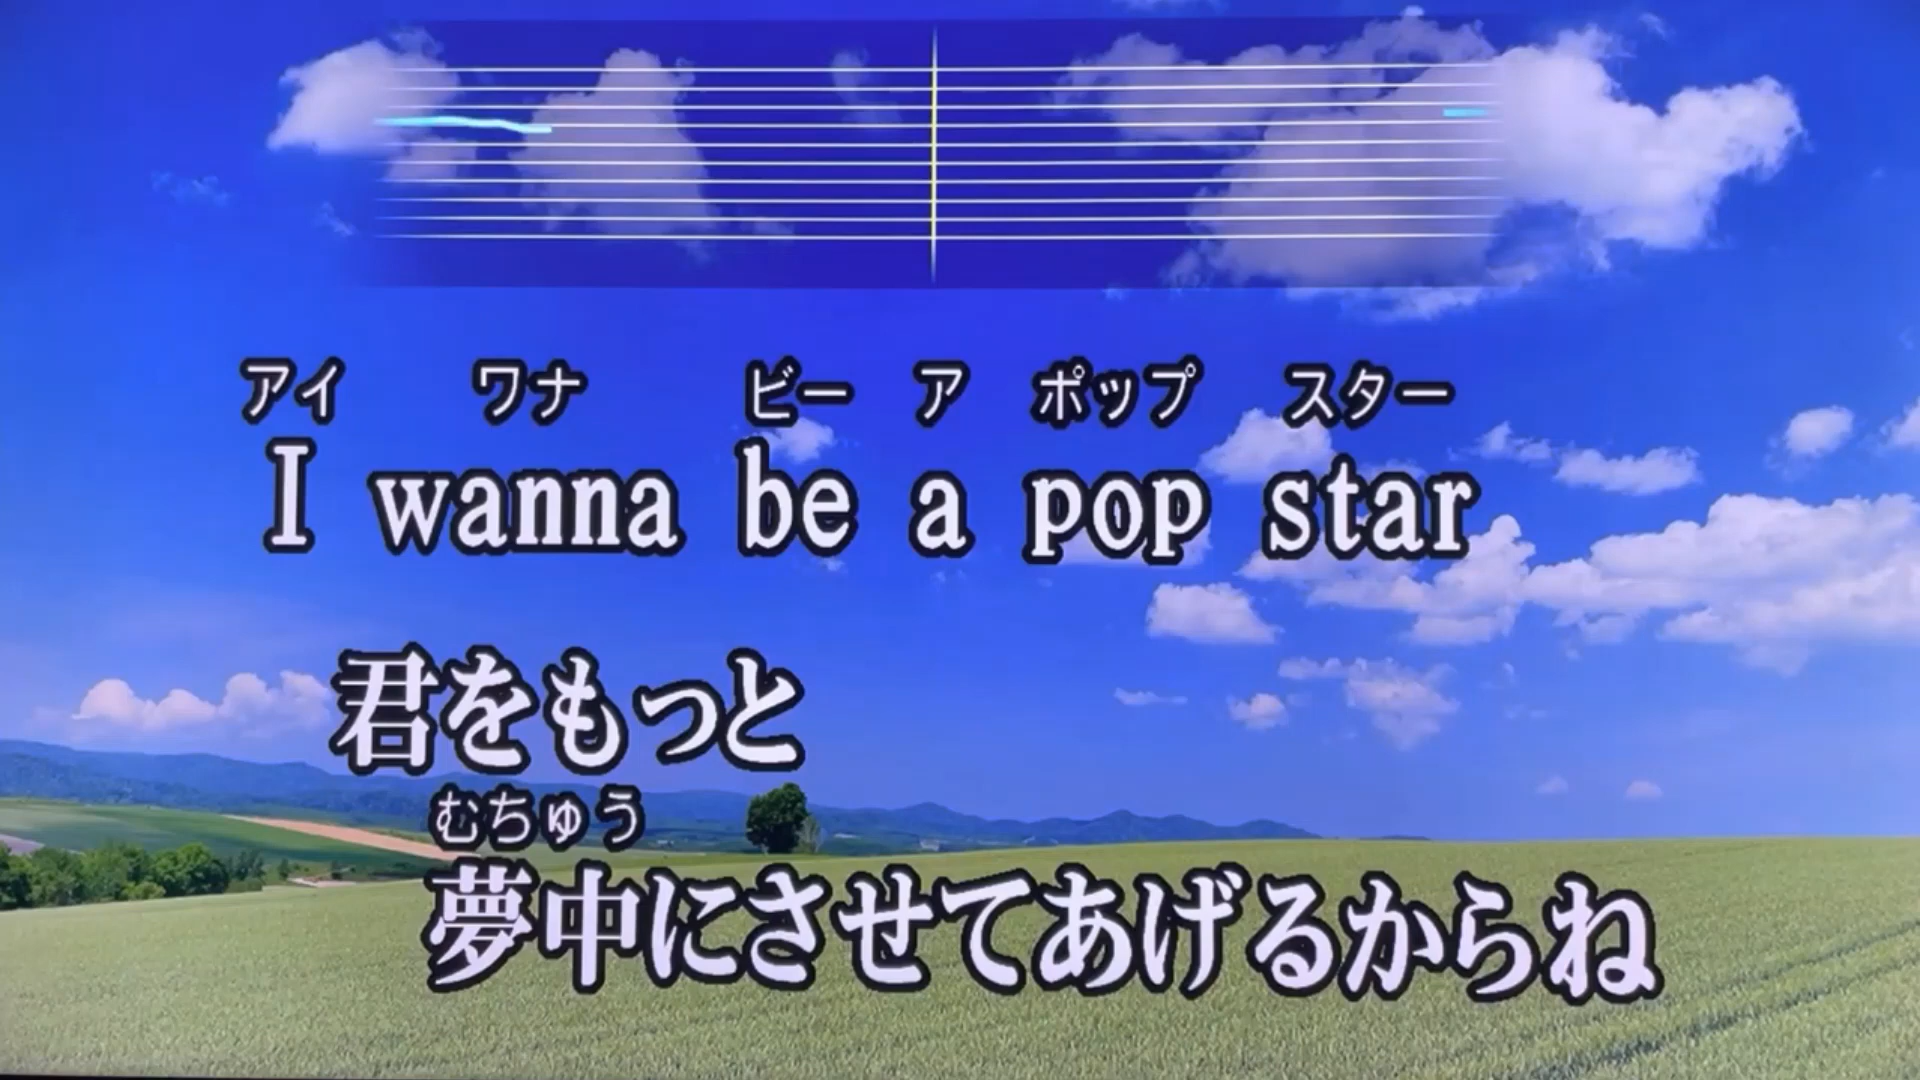 アイ ワナ ビー ア ポップ スター
I wanna be a pop star
君をもっと
むちゅう
夢中にさせてあげるからね